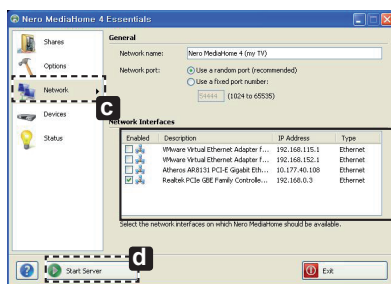 Nero MediaHome 4 Essentials
Shares
Options
Network
Devices
Status
c
General
Network name: Nero MediaHome 4 (my TV)
Network port: Use a random port (recommended)
Use a fixed port number:
54444 (1024 to 65535)
Network Interfaces
Enabled Description IP Address Type
VMware Virtual Ethernet Adapter f... 192.168.115.1 Ethernet
VMware Virtual Ethernet Adapter f... 192.168.152.1 Ethernet
Atheros AR8131 PCI-E Gigabit Eth... 10.177.40.108 Ethernet
Realtek PCIe GBE Family Controlle... 192.168.0.3 Ethernet
Select the network interfaces on which Nero MediaHome should be available.
d
? Start Server Exit